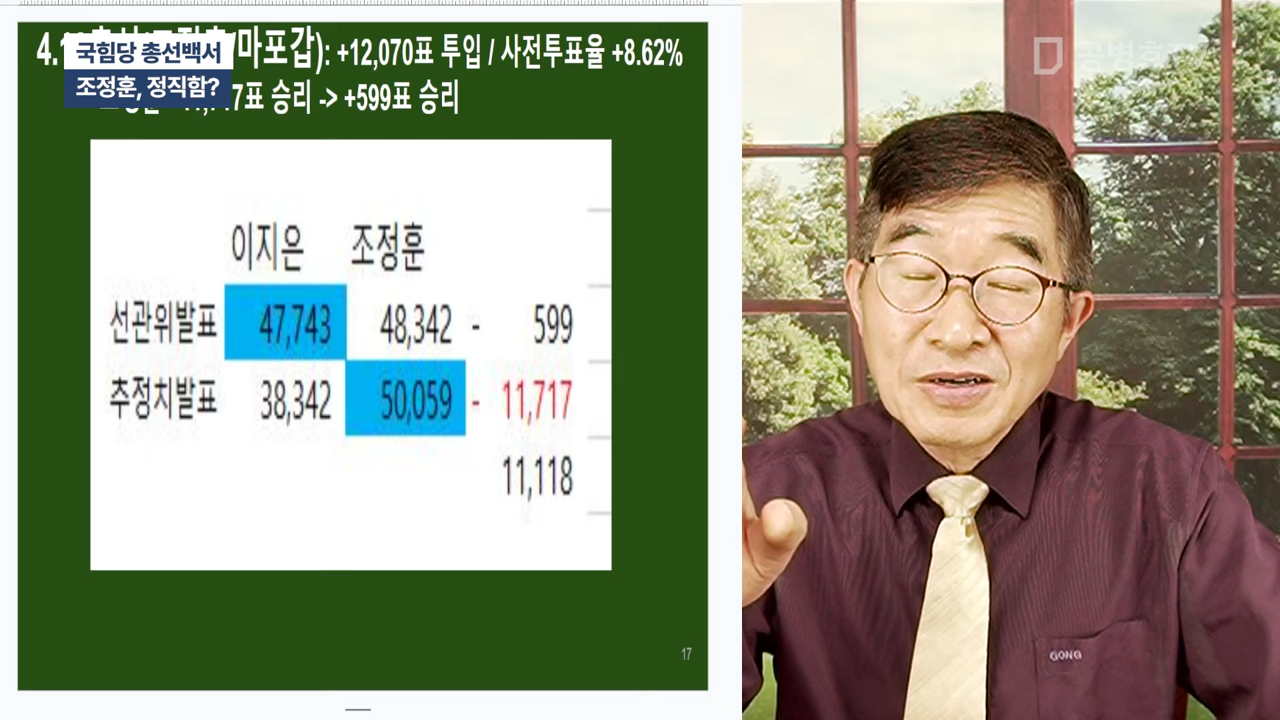 국힘당 총선백서
조정훈, 정직함?
마포갑): +12,070표 투입 / 사전투표율 +8.62%
표 승리 -> +599표 승리
이지은 조정훈
선관위발표 47,743 48,342 - 599
추정치발표 38,342 50,059 - 11,717
11,118
17
GONG